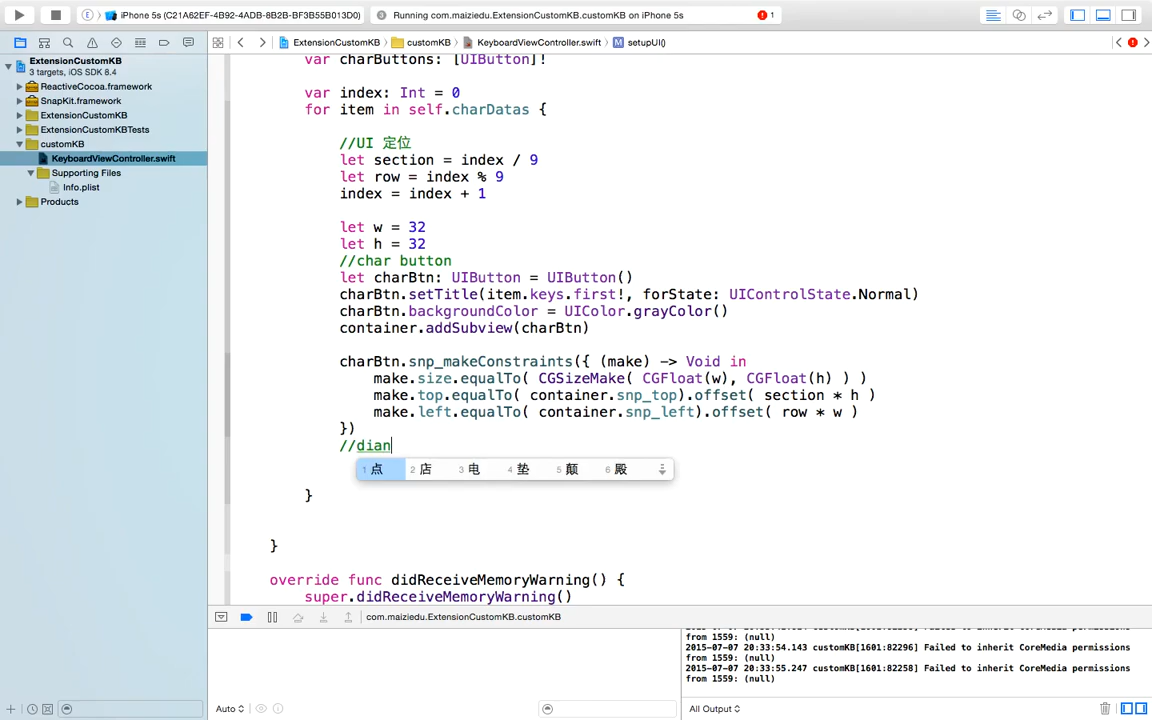 iPhone 5s (C21A62EF-4B92-4ADB-8B2B-BF3B55B013D0)
Running com.maiziedu.ExtensionCustomKB.customKB on iPhone 5s
1
ExtensionCustomKB
customKB
KeyboardViewController.swift
M setupUI()
ExtensionCustomKB
3 targets, iOS SDK 8.4
ReactiveCocoa.framework
SnapKit.framework
ExtensionCustomKB
ExtensionCustomKBTests
customKB
KeyboardViewController.swift
Supporting Files
Info.plist
Products
var charButtons: [UIButton]!
var index: Int = 0
for item in self.charDatas {
//UI 定位
let section = index / 9
let row = index % 9
index = index + 1
let w = 32
let h = 32
//char button
let charBtn: UIButton = UIButton()
charBtn.setTitle(item.keys.first!, forState: UIControlState.Normal)
charBtn.backgroundColor = UIColor.grayColor()
container.addSubview(charBtn)
charBtn.snp_makeConstraints({ (make) -> Void in
make.size.equalTo( CGSizeMake( CGFloat(w), CGFloat(h) ) )
make.top.equalTo( container.snp_top).offset( section * h )
make.left.equalTo( container.snp_left).offset( row * w )
})
//dian
1 点 2 店 3 电 4 垫 5 颠 6 殿
}
}
override func didReceiveMemoryWarning() {
super.didReceiveMemoryWarning()
com.maiziedu.ExtensionCustomKB.customKB
from 1559: (null)
2015-07-07 20:33:54.143 customKB[1601:82296] Failed to inherit CoreMedia permissions
from 1559: (null)
2015-07-07 20:33:55.247 customKB[1601:82258] Failed to inherit CoreMedia permissions
from 1559: (null)
Auto
All Output